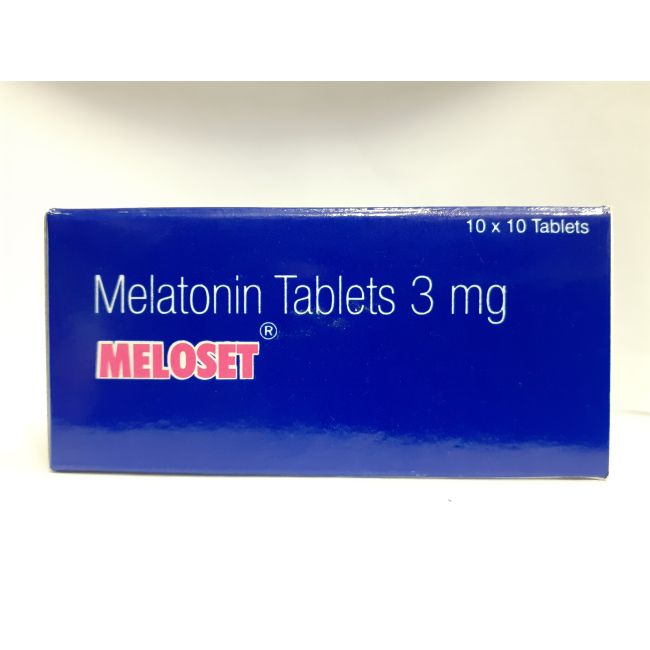 10 x 10 Tablets
Melatonin Tablets 3 mg
MELOSET®